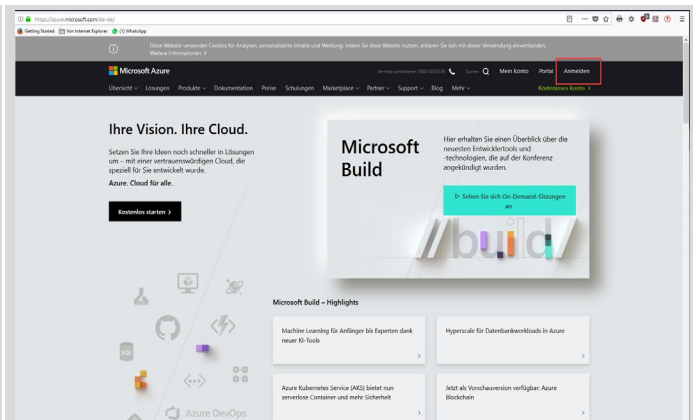 https://azure.microsoft.com/de-de/
Getting Started Von Internet Explorer (1) WhatsApp
Diese Website verwendet Cookies für Analysen, personalisierte Inhalte und Werbung. Indem Sie diese Website nutzen, erklären Sie sich mit dieser Verwendung einverstanden.
Weitere Informationen >
Microsoft Azure
Suchen
Mein Konto
Portal
Anmelden
Übersicht
Lösungen
Produkte
Dokumentation
Preise
Schulungen
Marketplace
Partner
Support
Blog
Mehr
Kostenloses Konto >
Ihre Vision. Ihre Cloud.
Setzen Sie Ihre Ideen noch schneller in Lösungen
um – mit einer vertrauenswürdigen Cloud, die
speziell für Sie entwickelt wurde.
Azure. Cloud für alle.
Kostenlos starten >
Microsoft
Build
Hier erhalten Sie einen Überblick über die
neuesten Entwicklertools und
-technologien, die auf der Konferenz
angekündigt wurden.
Sehen Sie sich On-Demand-Sitzungen
an
build
Microsoft Build – Highlights
Machine Learning für Anfänger bis Experten dank
neuer KI-Tools
Hyperscale für Datenbankworkloads in Azure
Azure Kubernetes Service (AKS) bietet nun
serverlose Container und mehr Sicherheit
Jetzt als Vorschauversion verfügbar: Azure
Blockchain
SQL
Azure DevOps